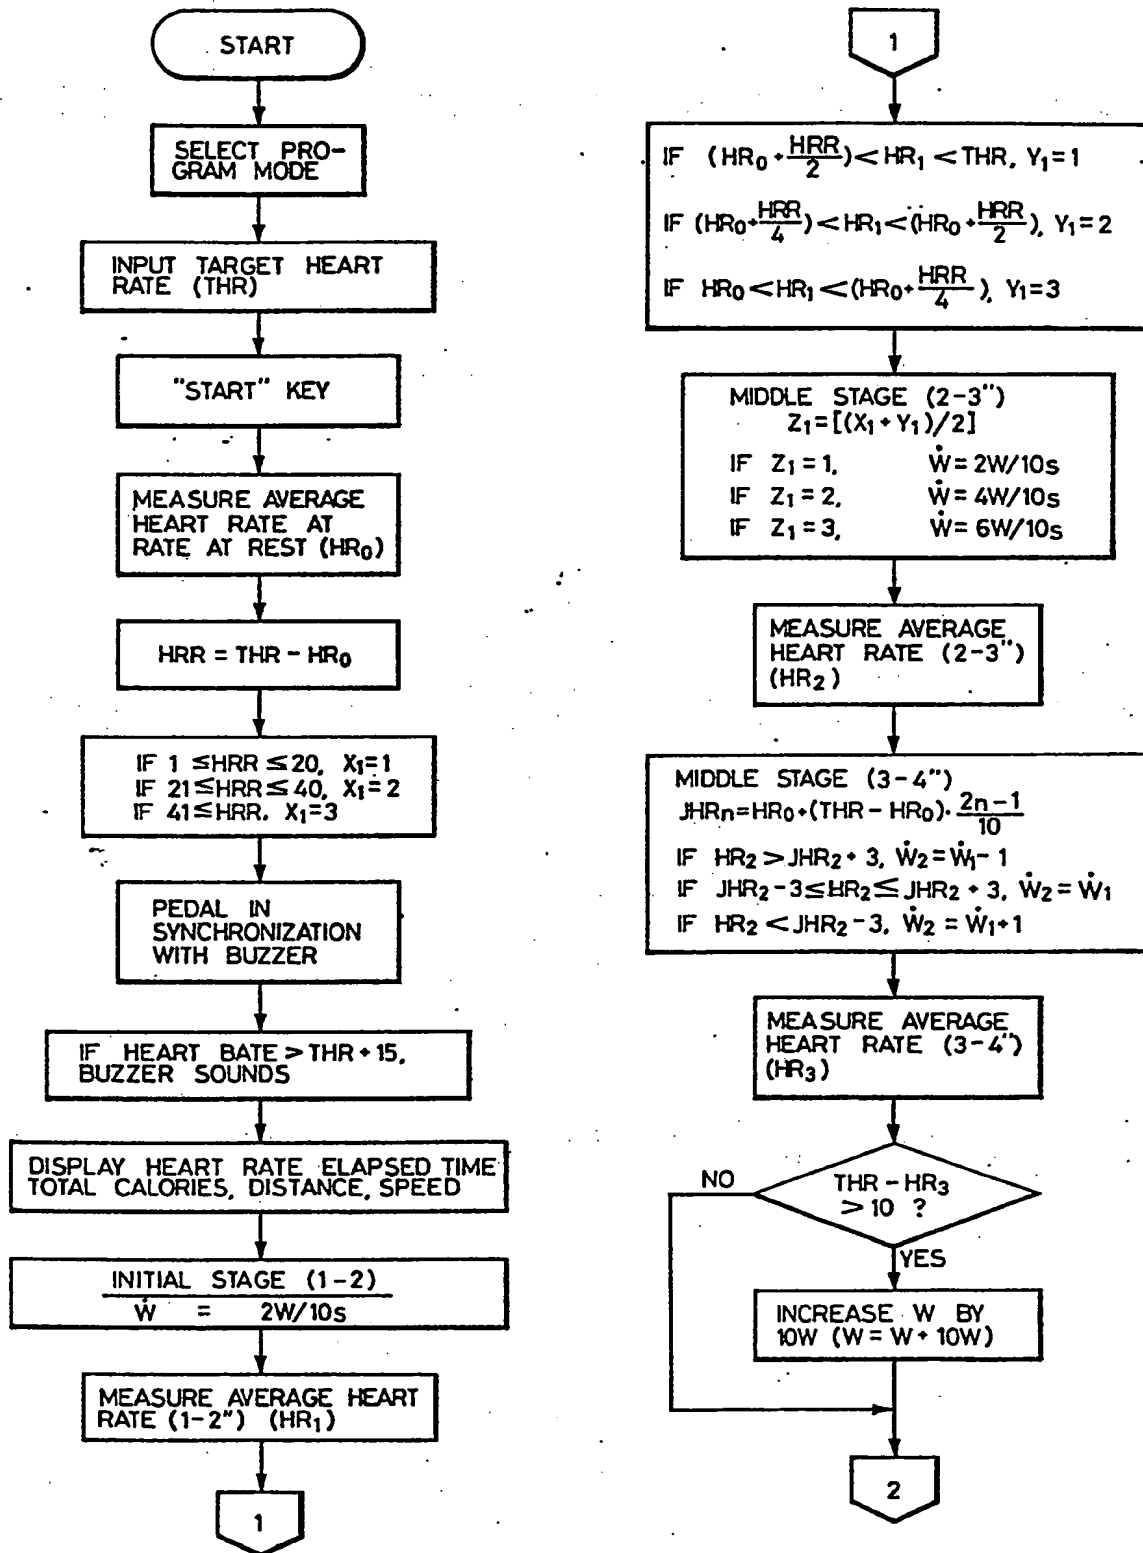 START
SELECT PRO-
GRAM MODE
INPUT TARGET HEART
RATE (THR)
"START" KEY
MEASURE AVERAGE
HEART RATE AT
RATE AT REST (HR₀)
HRR = THR - HR₀
IF 1 ≤HRR ≤20, X₁=1
IF 21≤HRR≤40, X₁=2
IF 41≤HRR. X₁=3
PEDAL IN
SYNCHRONIZATION
WITH BUZZER
IF HEART BATE > THR + 15,
BUZZER SOUNDS
DISPLAY HEART RATE ELAPSED TIME
TOTAL CALORIES, DISTANCE, SPEED
INITIAL STAGE (1-2)
Ẇ = 2W/10s
MEASURE AVERAGE HEART
RATE (1-2") (HR₁)
1
1
IF (HR₀ + HRR/2) < HR₁ < THR, Y₁=1
IF (HR₀+HRR/4) < HR₁ < (HR₀+HRR/2), Y₁=2
IF HR₀ < HR₁ < (HR₀+HRR/4), Y₁=3
MIDDLE STAGE (2-3")
Z₁=[(X₁+Y₁)/2]
IF Z₁=1, Ẇ=2W/10s
IF Z₁=2, Ẇ=4W/10s
IF Z₁=3, Ẇ=6W/10s
MEASURE AVERAGE
HEART RATE (2-3")
(HR₂)
MIDDLE STAGE (3-4")
JHRn=HR₀+(THR-HR₀)·(2n-1)/10
IF HR₂>JHR₂+3, Ẇ₂=Ẇ₁-1
IF JHR₂-3≤HR₂≤JHR₂+3, Ẇ₂=Ẇ₁
IF HR₂<JHR₂-3, Ẇ₂=Ẇ₁+1
MEASURE AVERAGE
HEART RATE (3-4")
(HR₃)
THR-HR₃
> 10 ?
NO
YES
INCREASE W BY
10W (W=W+10W)
2